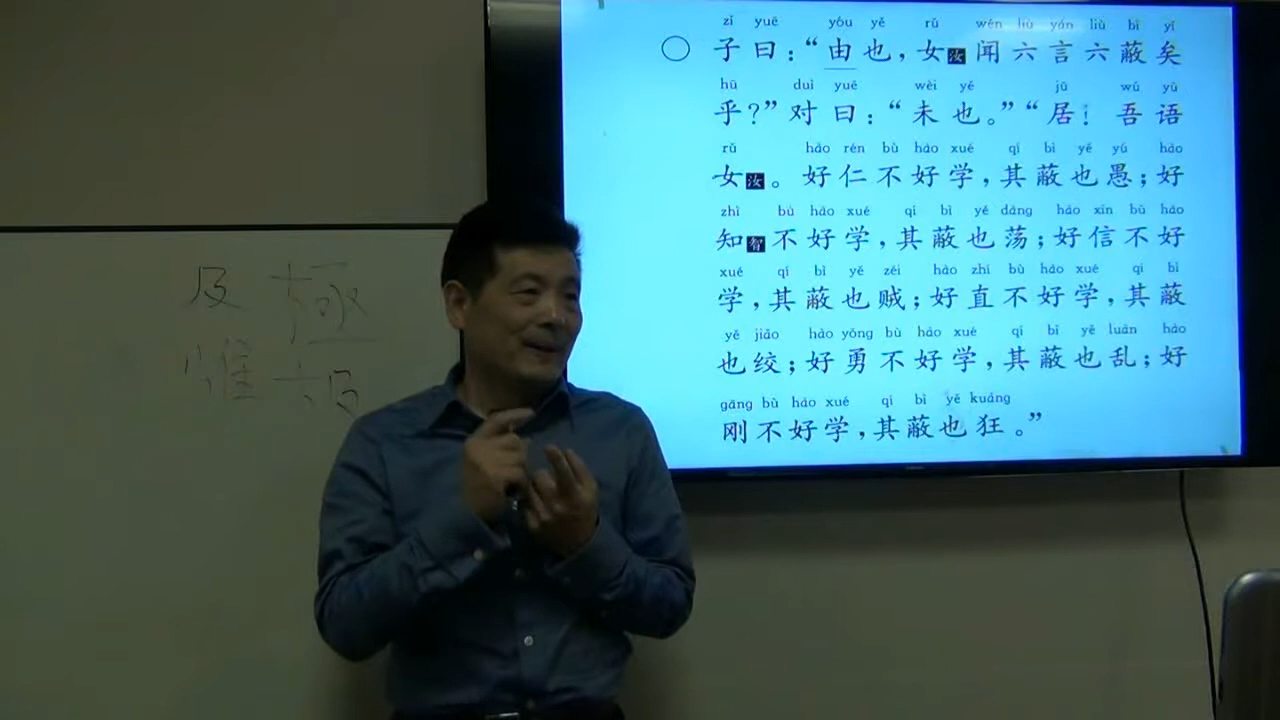 zǐ yuē yóu yě rǔ wén liù yán liù bì yǐ
○ 子曰：“由也，女汝闻六言六蔽矣
hū duì yuē wèi yě jū wú yù
乎？”对曰：“未也。”“居！吾语
rǔ hào rén bù hào xué qí bì yě yú hào
女汝。好仁不好学，其蔽也愚；好
zhì bù hào xué qí bì yě dàng hào xìn bù hào
知智不好学，其蔽也荡；好信不好
xué qí bì yě zéi hào zhí bù hào xué qí bì
学，其蔽也贼；好直不好学，其蔽
yě jiǎo hào yǒng bù hào xué qí bì yě luàn hào
也绞；好勇不好学，其蔽也乱；好
gāng bù hào xué qí bì yě kuáng
刚不好学，其蔽也狂。”
及 極